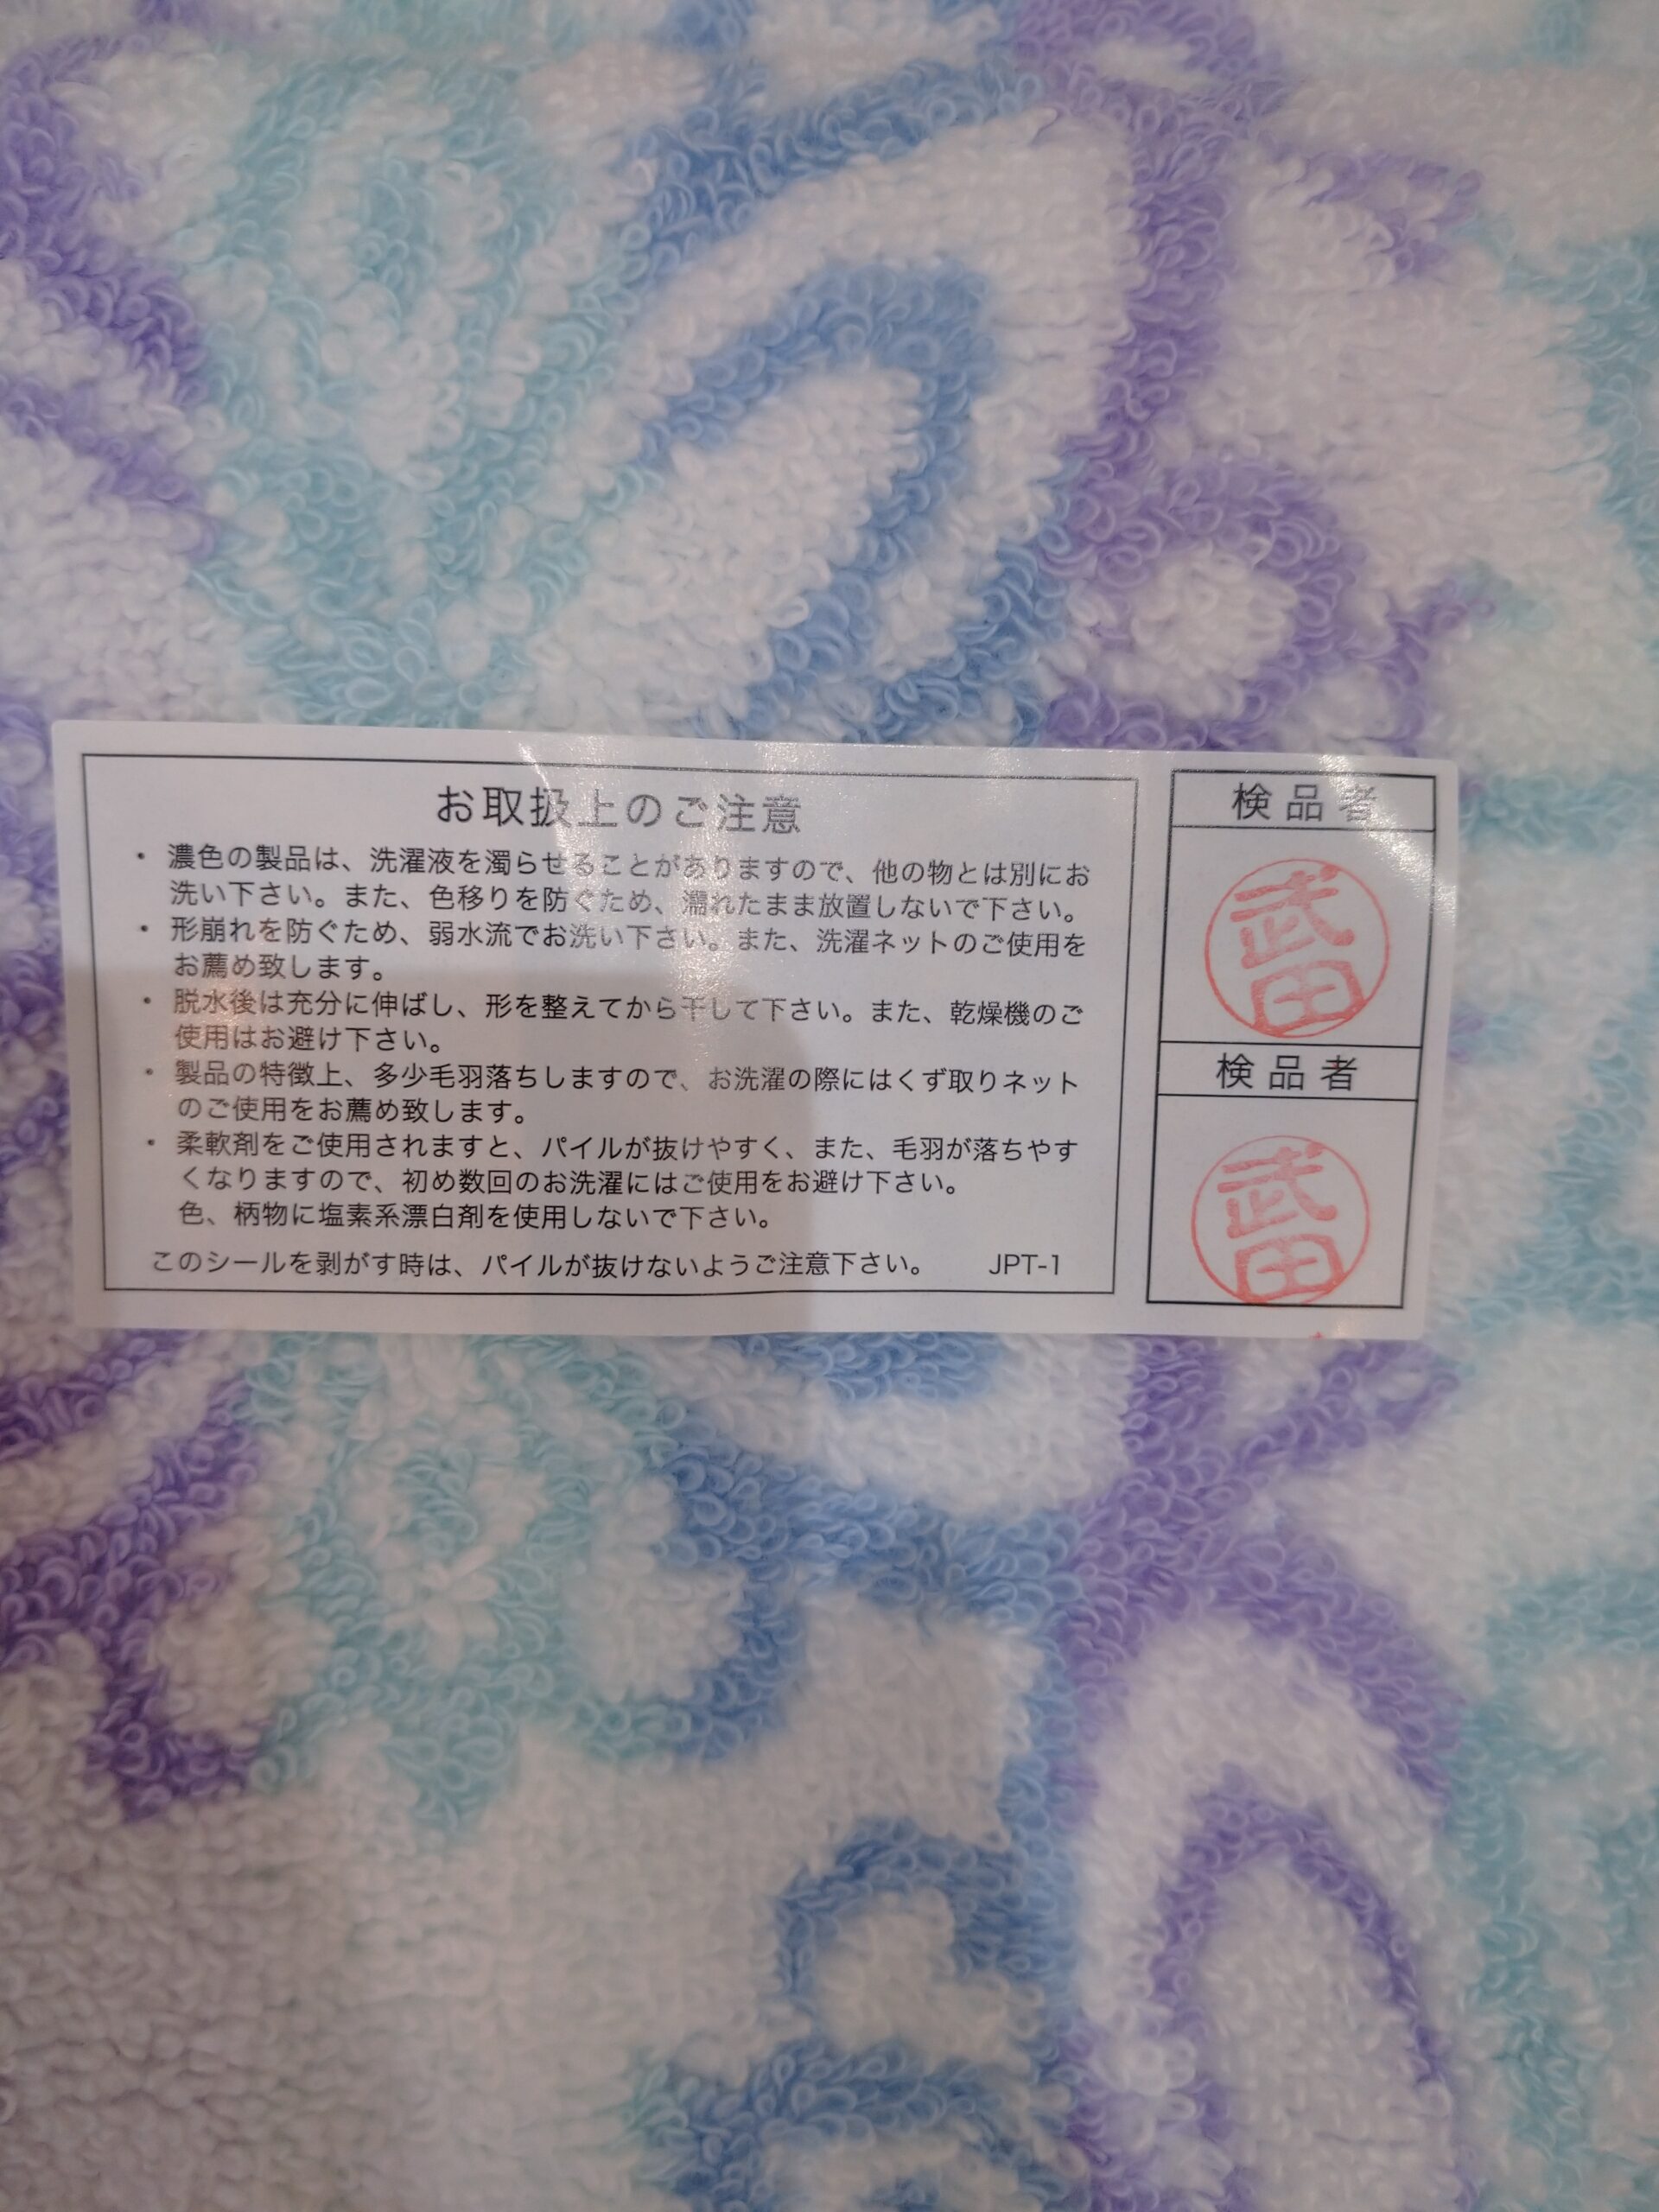 お取扱上のご注意
・濃色の製品は、洗濯液を濁らせることがありますので、他の物とは別にお
洗い下さい。また、色移りを防ぐため、濡れたまま放置しないで下さい。
・形崩れを防ぐため、弱水流でお洗い下さい。また、洗濯ネットのご使用を
お薦め致します。
・脱水後は充分に伸ばし、形を整えてから干して下さい。また、乾燥機のご
使用はお避け下さい。
・製品の特徴上、多少毛羽落ちしますので、お洗濯の際にはくず取りネット
のご使用をお薦め致します。
・柔軟剤をご使用されますと、パイルが抜けやすく、また、毛羽が落ちやす
くなりますので、初め数回のお洗濯にはご使用をお避け下さい。
色、柄物に塩素系漂白剤を使用しないで下さい。
このシールを剥がす時は、パイルが抜けないようご注意下さい。 JPT-1
検品者
武田
検品者
武田